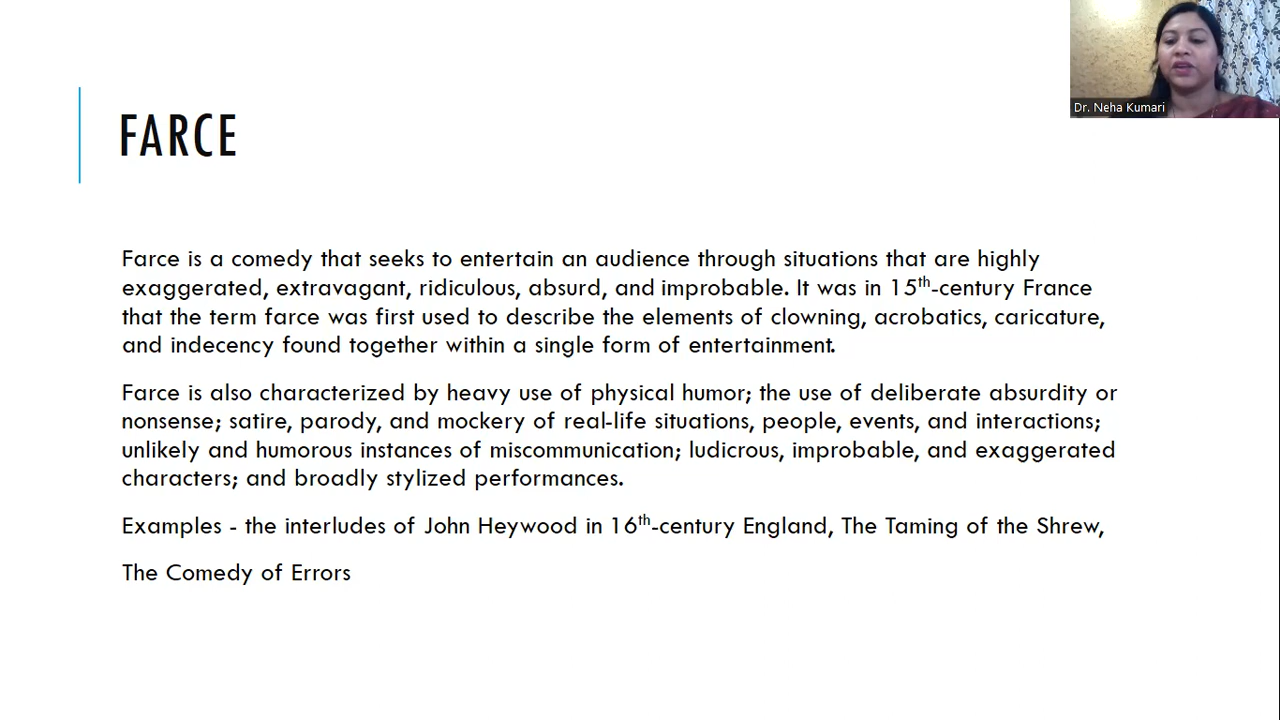 Dr. Neha Kumari
FARCE
Farce is a comedy that seeks to entertain an audience through situations that are highly
exaggerated, extravagant, ridiculous, absurd, and improbable. It was in 15th-century France
that the term farce was first used to describe the elements of clowning, acrobatics, caricature,
and indecency found together within a single form of entertainment.
Farce is also characterized by heavy use of physical humor; the use of deliberate absurdity or
nonsense; satire, parody, and mockery of real-life situations, people, events, and interactions;
unlikely and humorous instances of miscommunication; ludicrous, improbable, and exaggerated
characters; and broadly stylized performances.
Examples - the interludes of John Heywood in 16th-century England, The Taming of the Shrew,
The Comedy of Errors